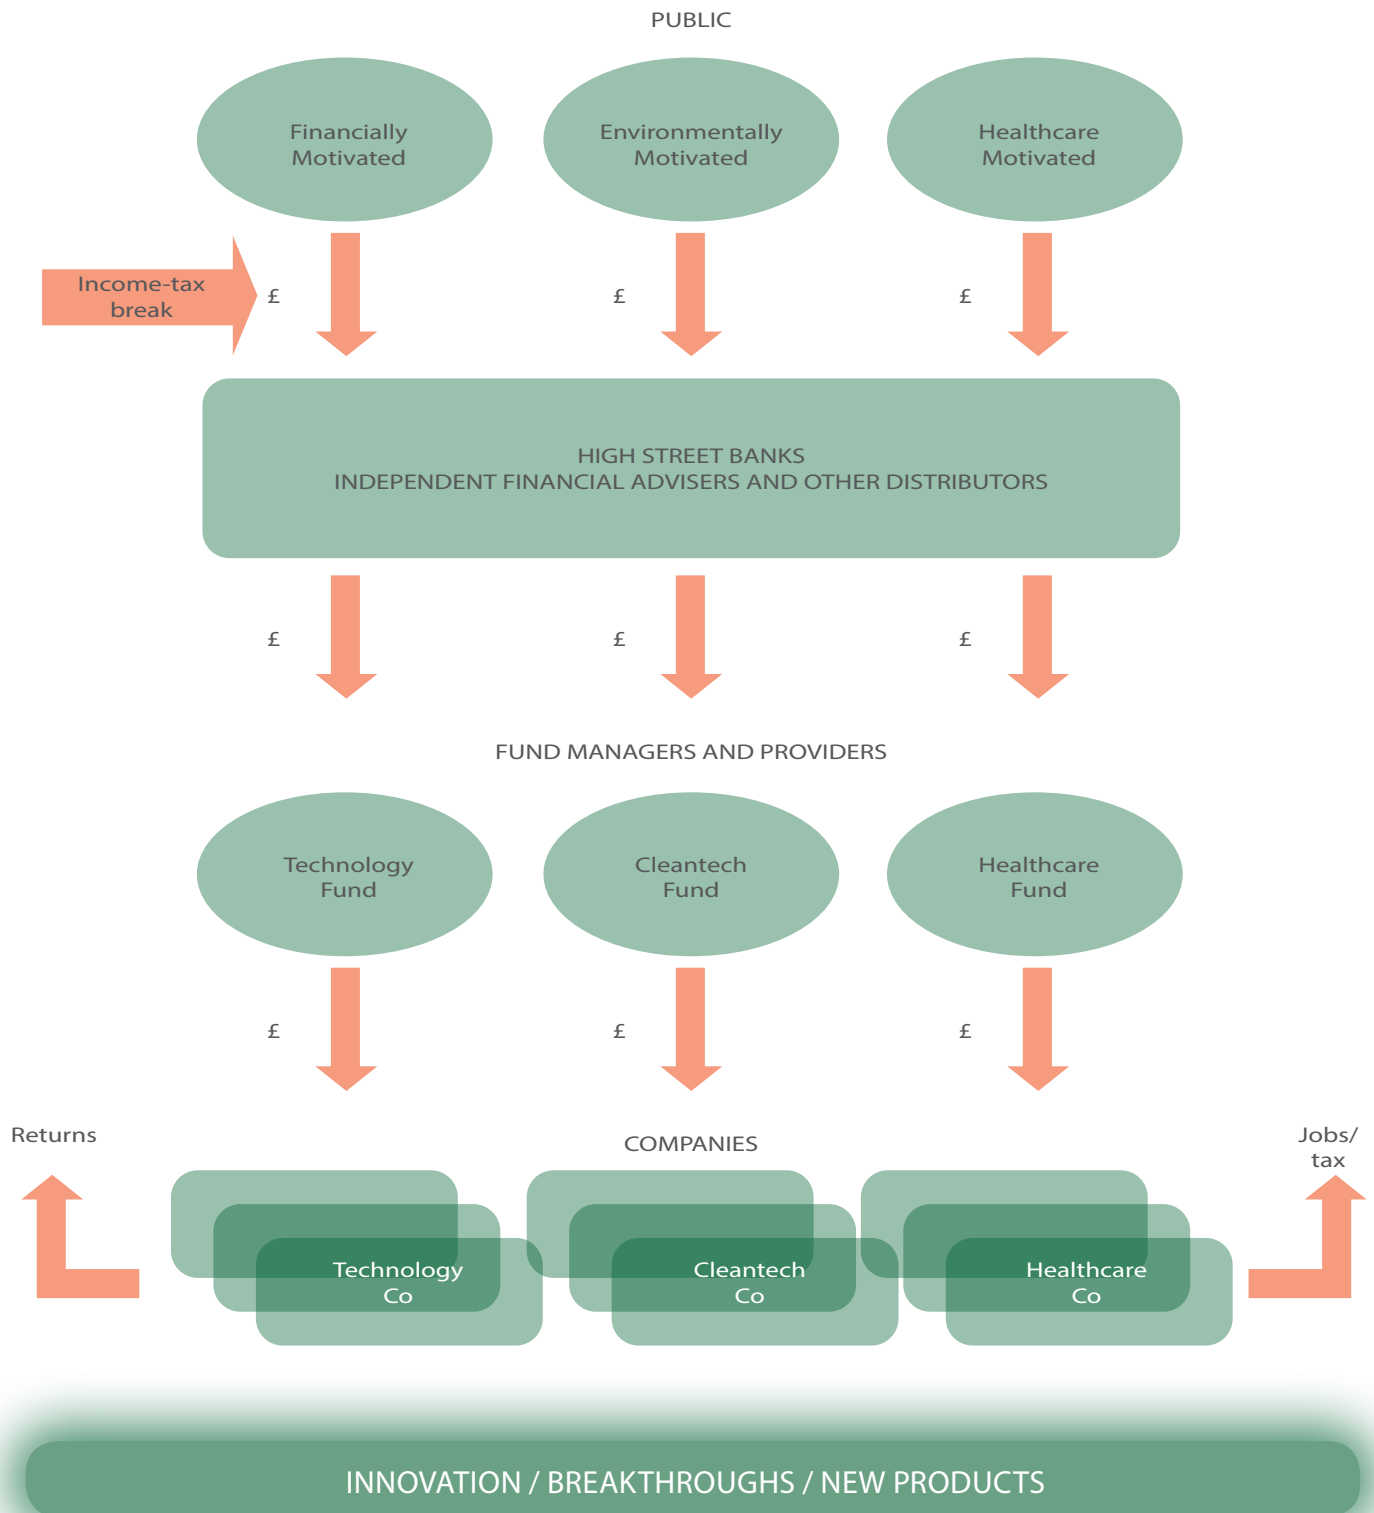 PUBLIC
Financially
Motivated
Environmentally
Motivated
Healthcare
Motivated
Income-tax
break
£
£
£
HIGH STREET BANKS
INDEPENDENT FINANCIAL ADVISERS AND OTHER DISTRIBUTORS
£
£
£
FUND MANAGERS AND PROVIDERS
Technology
Fund
Cleantech
Fund
Healthcare
Fund
£
£
£
Returns
COMPANIES
Jobs/
tax
Technology
Co
Cleantech
Co
Healthcare
Co
INNOVATION / BREAKTHROUGHS / NEW PRODUCTS